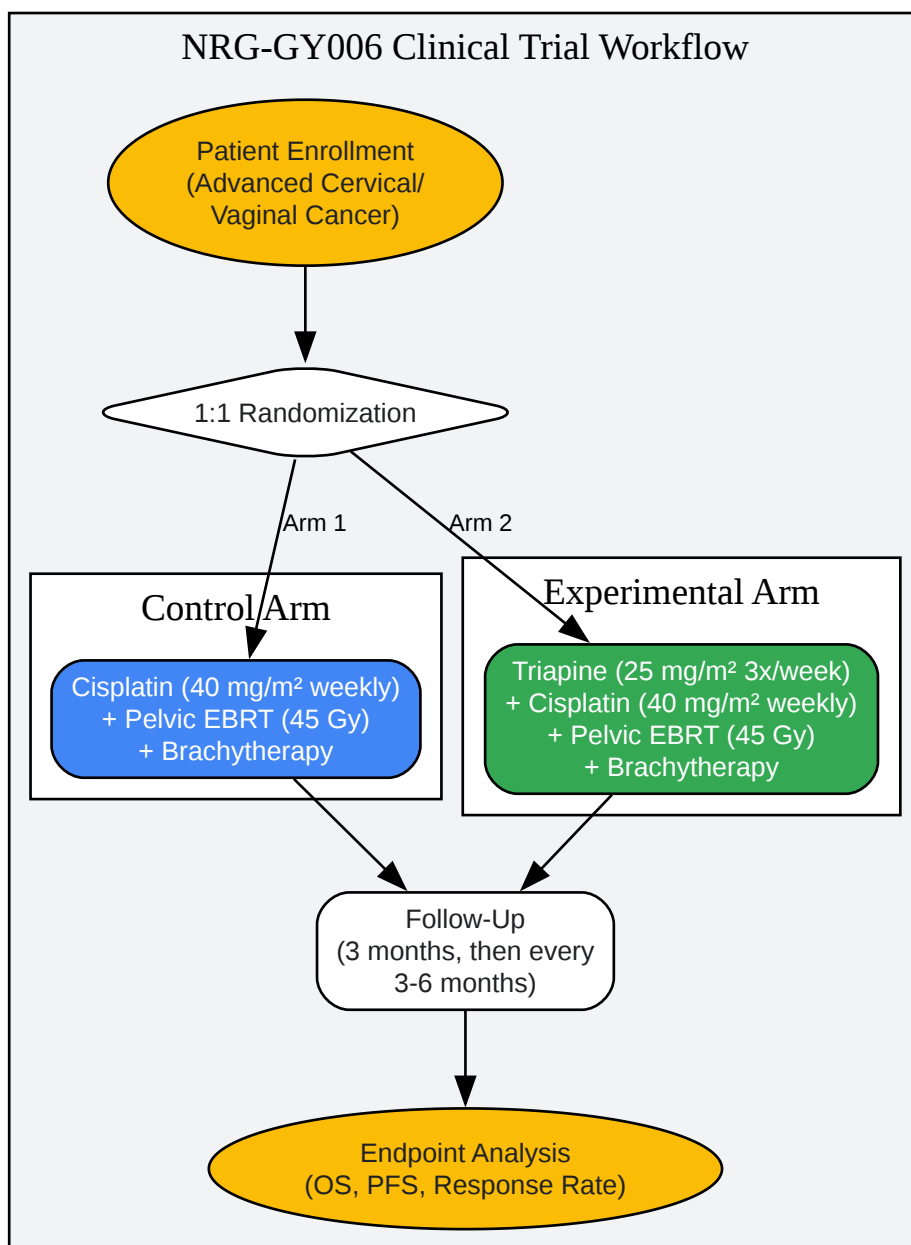 NRG-GY006 Clinical Trial Workflow
Patient Enrollment
(Advanced Cervical/
Vaginal Cancer)
1:1 Randomization
Arm 1
Arm 2
Control Arm
Cisplatin (40 mg/m² weekly)
+ Pelvic EBRT (45 Gy)
+ Brachytherapy
Experimental Arm
Triapine (25 mg/m² 3x/week)
+ Cisplatin (40 mg/m² weekly)
+ Pelvic EBRT (45 Gy)
+ Brachytherapy
Follow-Up
(3 months, then every
3-6 months)
Endpoint Analysis
(OS, PFS, Response Rate)